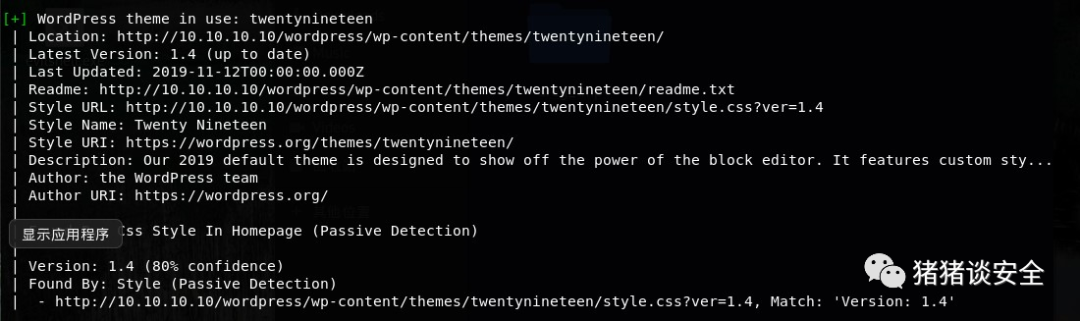 [+] WordPress theme in use: twentynineteen
| Location: http://10.10.10.10/wordpress/wp-content/themes/twentynineteen/
| Latest Version: 1.4 (up to date)
| Last Updated: 2019-11-12T00:00:00.000Z
| Readme: http://10.10.10.10/wordpress/wp-content/themes/twentynineteen/readme.txt
| Style URL: http://10.10.10.10/wordpress/wp-content/themes/twentynineteen/style.css?ver=1.4
| Style Name: Twenty Nineteen
| Style URI: https://wordpress.org/themes/twentynineteen/
| Description: Our 2019 default theme is designed to show off the power of the block editor. It features custom sty...
| Author: the WordPress team
| Author URI: https://wordpress.org/
|
显示应用程序 Css Style In Homepage (Passive Detection)
|
| Version: 1.4 (80% confidence)
| Found By: Style (Passive Detection)
|  - http://10.10.10.10/wordpress/wp-content/themes/twentynineteen/style.css?ver=1.4, Match: 'Version: 1.4'
猪猪谈安全